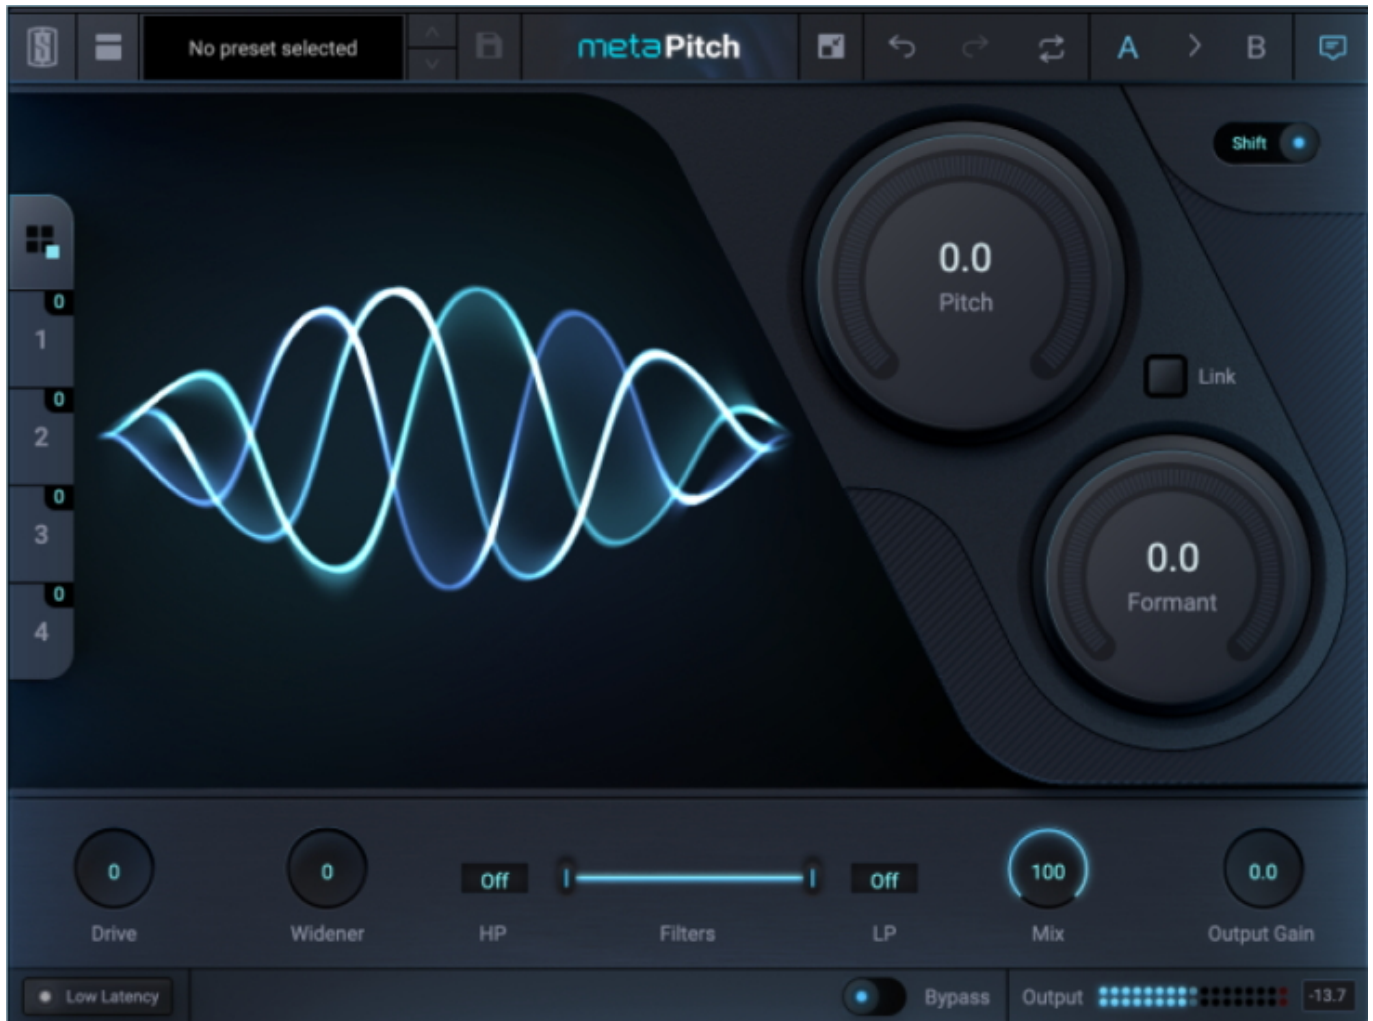 No preset selected
metaPitch
A
B
Shift
0.0
Pitch
0
1
Link
0
2
0
3
0.0
Formant
0
4
0
0
Off
Off
100
0.0
Drive
Widener
HP
Filters
LP
Mix
Output Gain
Low Latency
Bypass
Output
-13.7